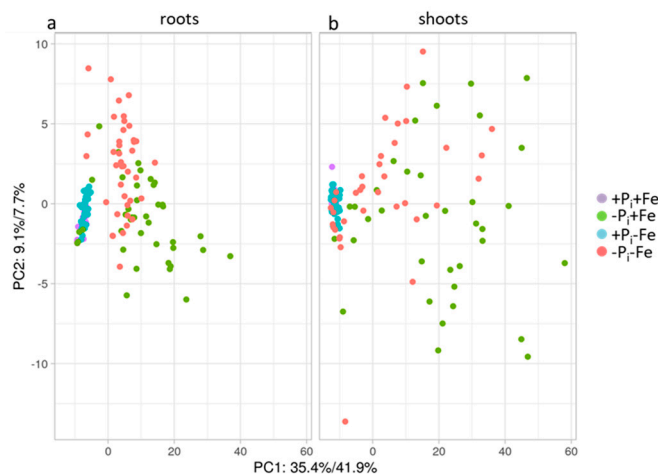 a roots b shoots
10
5
0
-5
-10
PC2: 9.1%/7.7%
+Pi+Fe
-Pi+Fe
+Pi-Fe
-Pi-Fe
0 20 40 60 0 20 40 60
PC1: 35.4%/41.9%